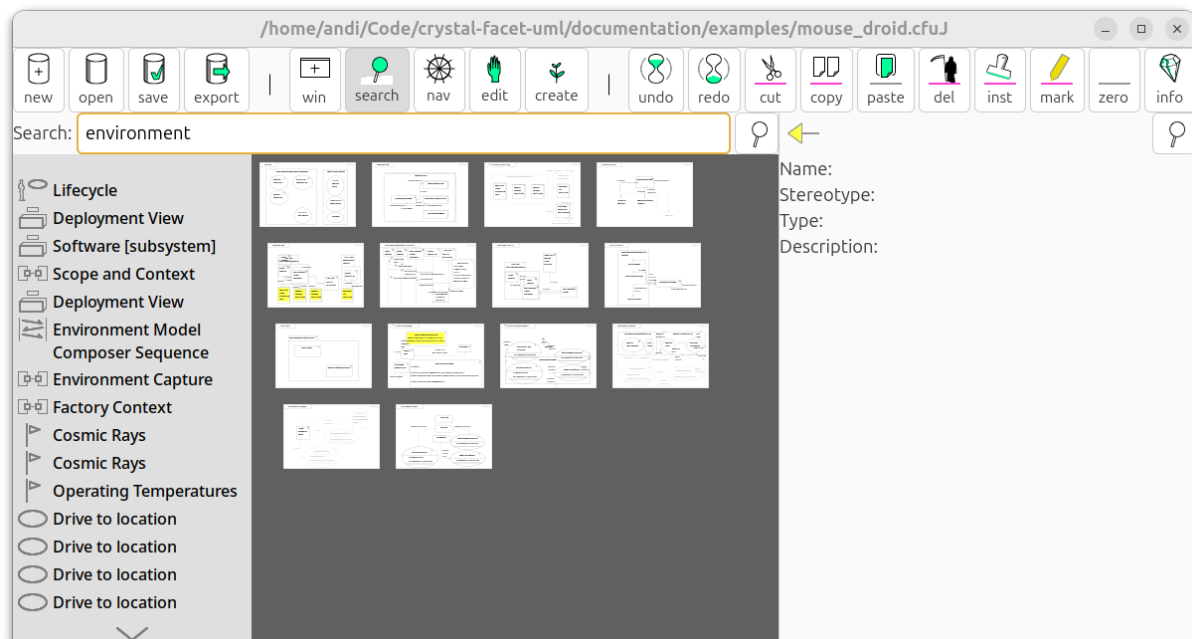 /home/andi/Code/crystal-facet-uml/documentation/examples/mouse_droid.cfuJ
new open save export win search nav edit create undo redo cut copy paste del inst mark zero info
Search: environment
Lifecycle
Deployment View
Software [subsystem]
Scope and Context
Deployment View
Environment Model
Composer Sequence
Environment Capture
Factory Context
Cosmic Rays
Cosmic Rays
Operating Temperatures
Drive to location
Drive to location
Drive to location
Drive to location
Name:
Stereotype:
Type:
Description: